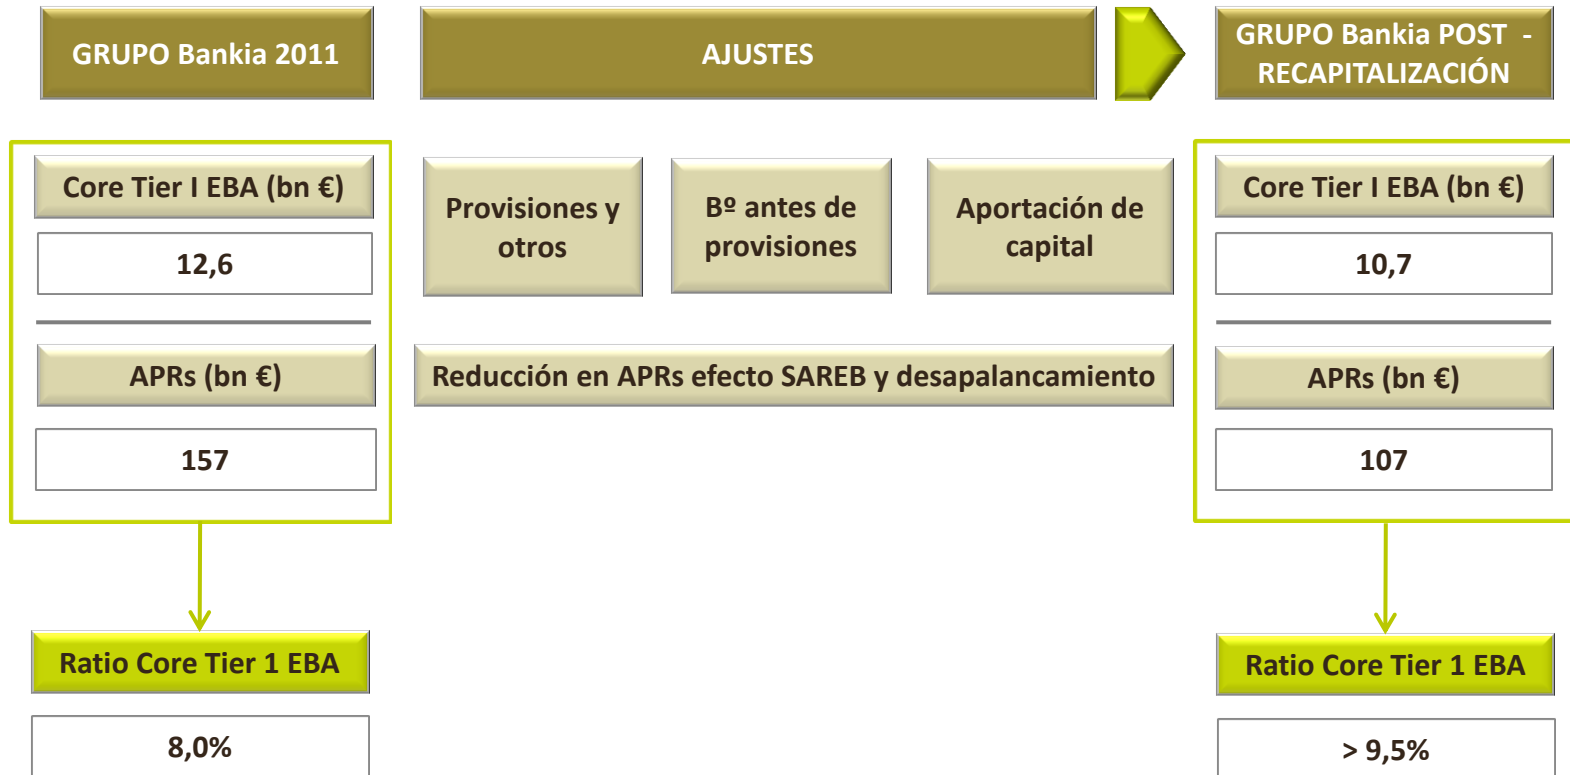 GRUPO Bankia 2011
AJUSTES
GRUPO Bankia POST -
RECAPITALIZACIÓN
Core Tier I EBA (bn €)
12,6
APRs (bn €)
157
Provisiones y
otros
Bº antes de
provisiones
Aportación de
capital
Reducción en APRs efecto SAREB y desapalancamiento
Core Tier I EBA (bn €)
10,7
APRs (bn €)
107
Ratio Core Tier 1 EBA
8,0%
Ratio Core Tier 1 EBA
> 9,5%